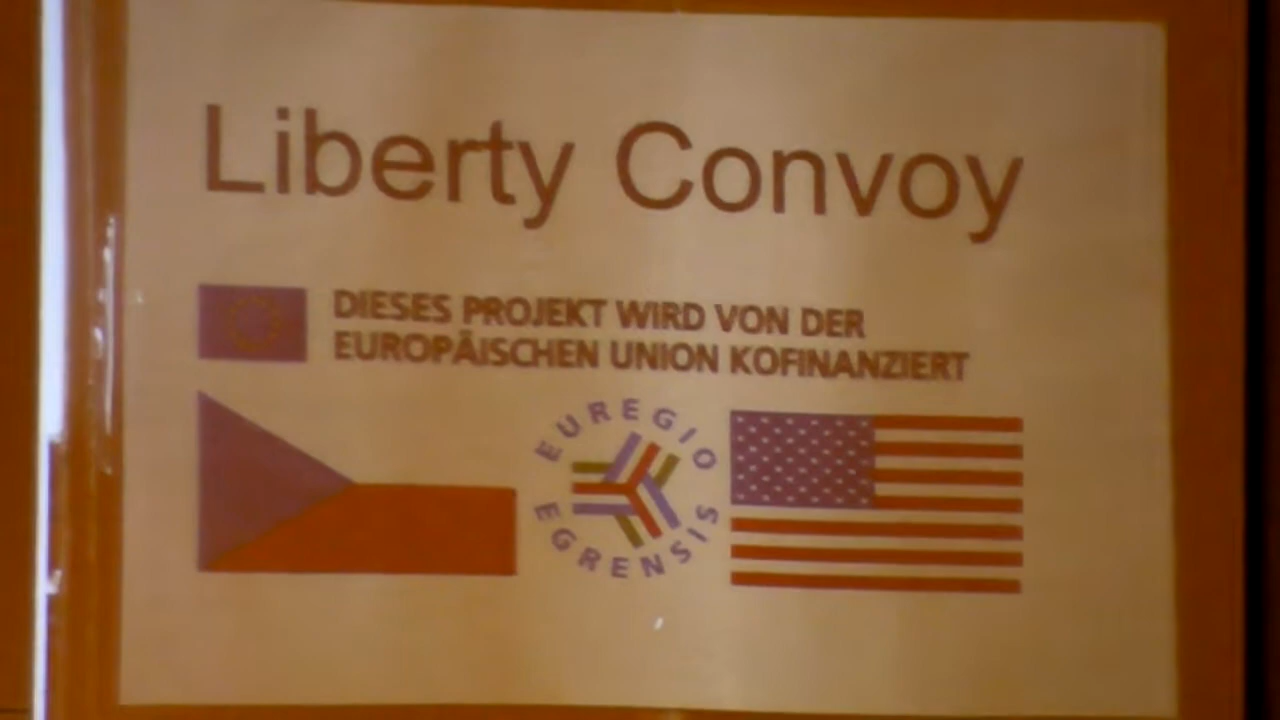 Liberty Convoy
DIESES PROJEKT WIRD VON DER
EUROPÄISCHEN UNION KOFINANZIERT
EUREGIO
EGRENSIS